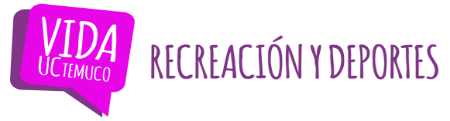 VIDA
UCTEMUCO
RECREACIÓN Y DEPORTES